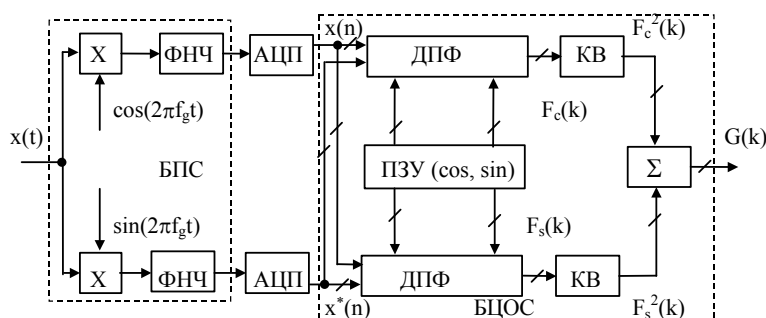 x(n)
F_c^2(k)
X
ФНЧ
АЦП
ДПФ
КВ
cos(2πf_gt)
F_c(k)
x(t)
БПС
ПЗУ (cos, sin)
Σ
G(k)
sin(2πf_gt)
F_s(k)
X
ФНЧ
АЦП
ДПФ
КВ
x^*(n)
БЦОС
F_s^2(k)